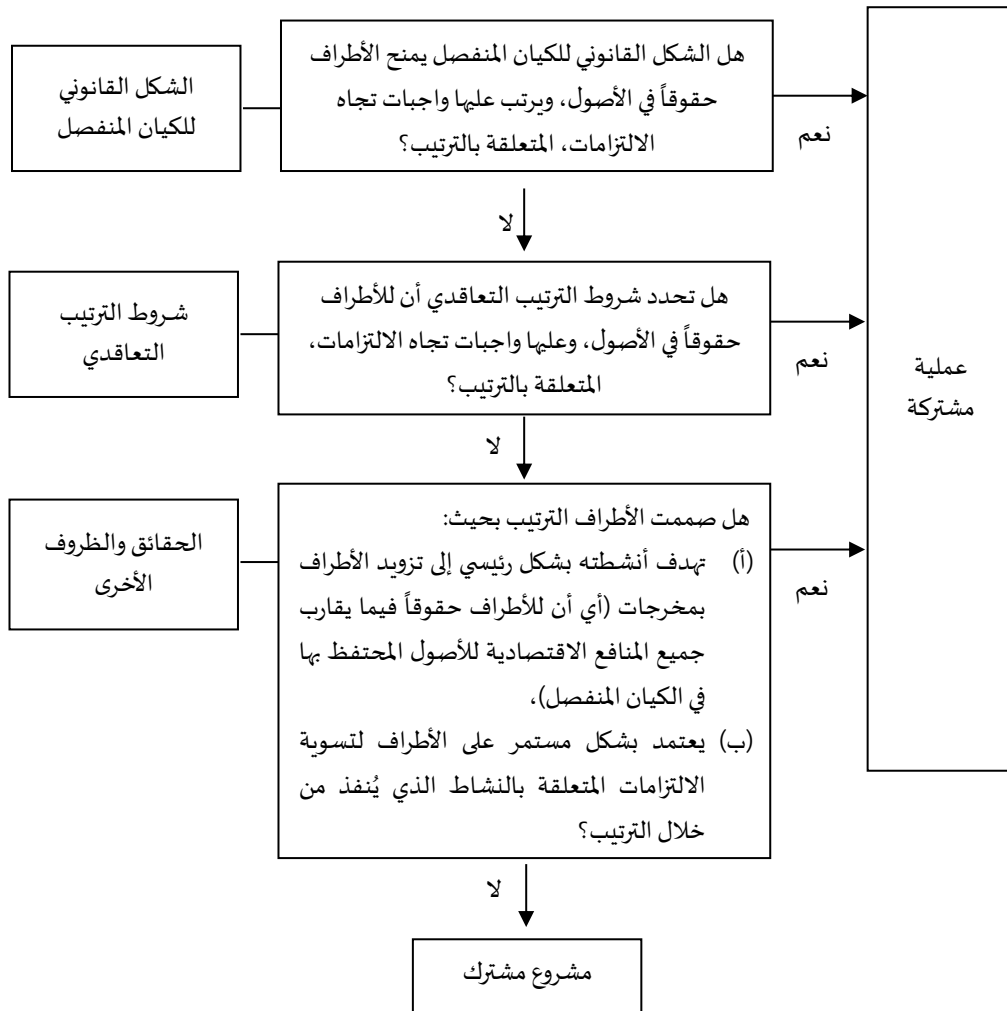 الشكل القانوني
للكيان المنفصل
هل الشكل القانوني للكيان المنفصل يمنح الأطراف
حقوقاً في الأصول، ويرتب عليها واجبات تجاه
الالتزامات، المتعلقة بالترتيب؟
نعم
لا
شروط الترتيب
التعاقدي
هل تحدد شروط الترتيب التعاقدي أن للأطراف
حقوقاً في الأصول، وعليها واجبات تجاه الالتزامات،
المتعلقة بالترتيب؟
نعم
عملية
مشتركة
لا
الحقائق والظروف
الأخرى
هل صممت الأطراف الترتيب بحيث:
(أ) تهدف أنشطته بشكل رئيسي إلى تزويد الأطراف
بمخرجات (أي أن للأطراف حقوقاً فيما يقارب
جميع المنافع الاقتصادية للأصول المحتفظ بها
في الكيان المنفصل)،
(ب) يعتمد بشكل مستمر على الأطراف لتسوية
الالتزامات المتعلقة بالنشاط الذي يُنفذ من
خلال الترتيب؟
نعم
لا
مشروع مشترك